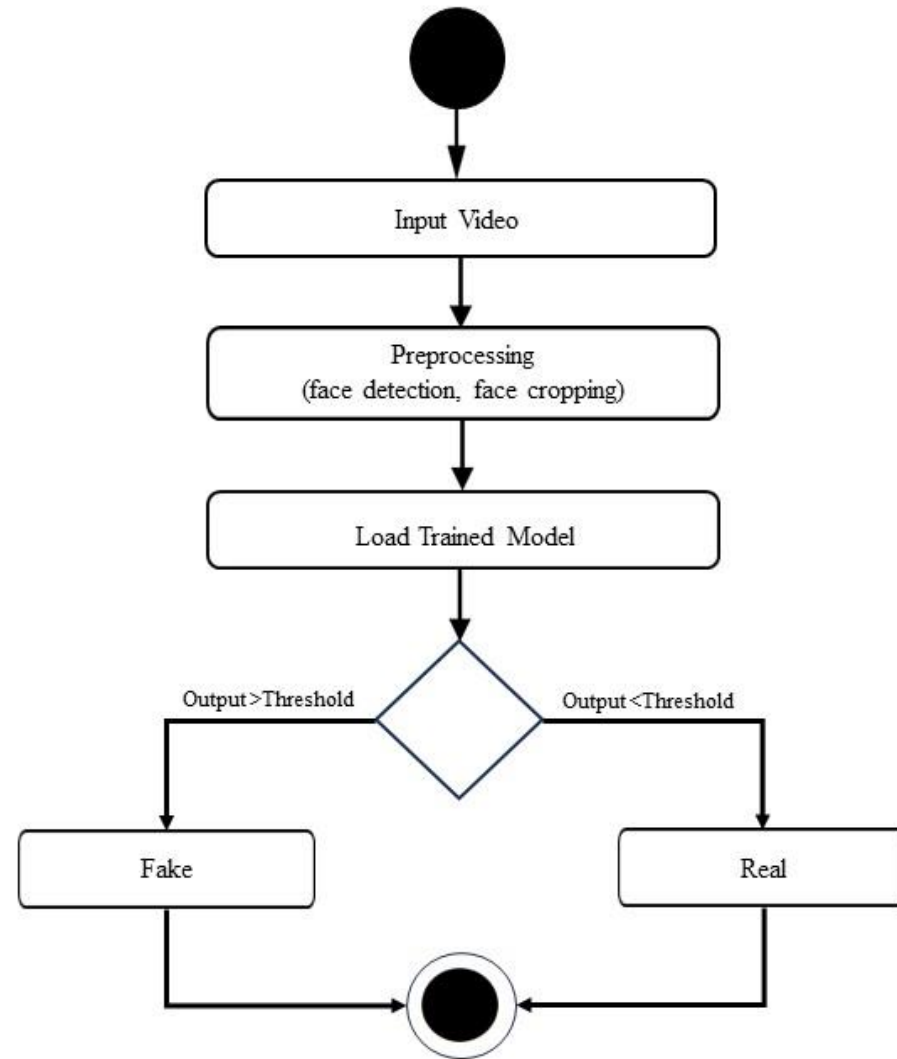 Input Video
Preprocessing
(face detection, face cropping)
Load Trained Model
Output>Threshold
Output<Threshold
Fake
Real